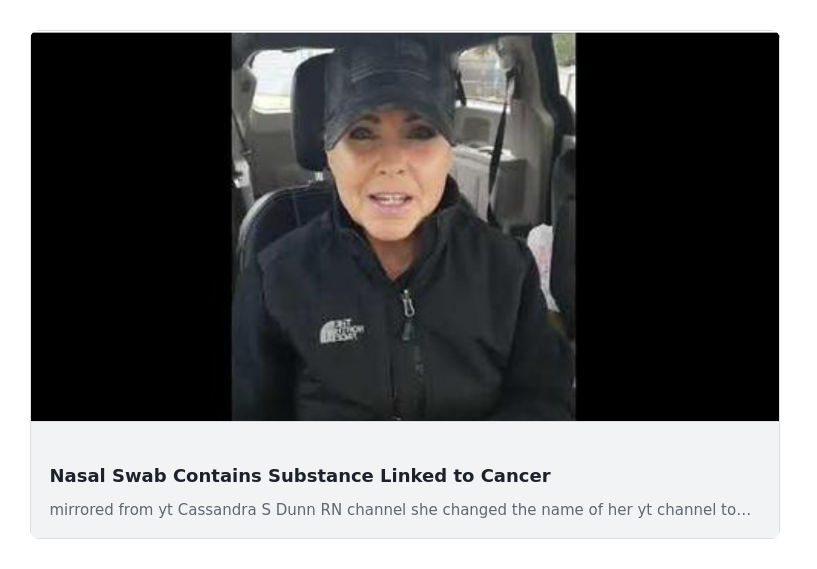 Nasal Swab Contains Substance Linked to Cancer
mirrored from yt Cassandra S Dunn RN channel she changed the name of her yt channel to...